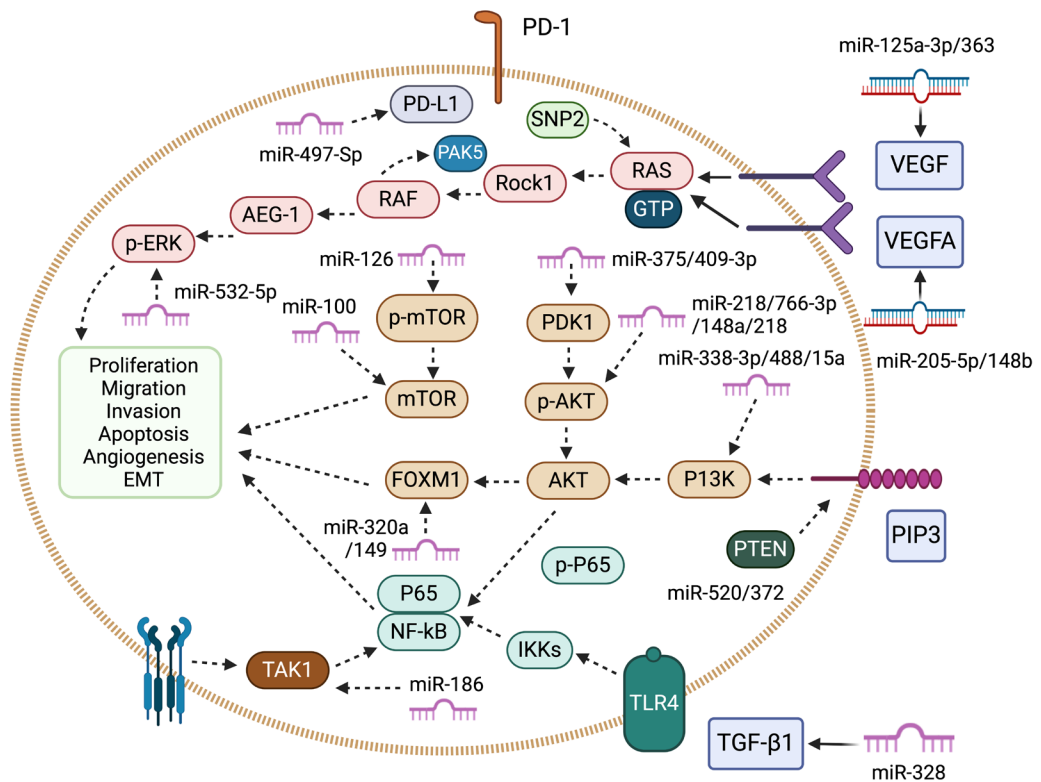 PD-1
miR-125a-3p/363
PD-L1
SNP2
miR-497-Sp
PAK5
VEGF
RAS
Rock1
RAF
GTP
AEG-1
p-ERK
VEGFA
miR-126
miR-375/409-3p
miR-532-5p
miR-100
p-mTOR
PDK1
miR-218/766-3p
/148a/218
miR-338-3p/488/15a
miR-205-5p/148b
Proliferation
Migration
Invasion
Apoptosis
Angiogenesis
EMT
mTOR
p-AKT
FOXM1
AKT
P13K
miR-320a
/149
PIP3
PTEN
p-P65
miR-520/372
P65
NF-kB
IKKs
TAK1
miR-186
TLR4
TGF-β1
miR-328